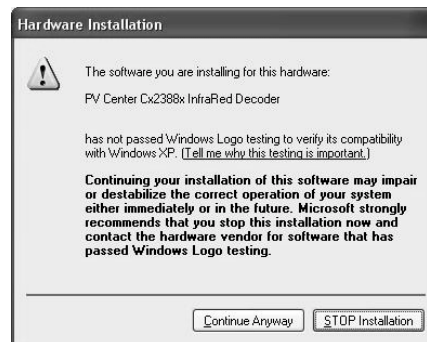 Hardware Installation
The software you are installing for this hardware:
PV Center Cx2388x InfraRed Decoder
has not passed Windows Logo testing to verify its compatibility
with Windows XP. (Tell me why this testing is important.)
Continuing your installation of this software may impair
or destabilize the correct operation of your system
either immediately or in the future. Microsoft strongly
recommends that you stop this installation now and
contact the hardware vendor for software that has
passed Windows Logo testing.
Continue Anyway
STOP Installation